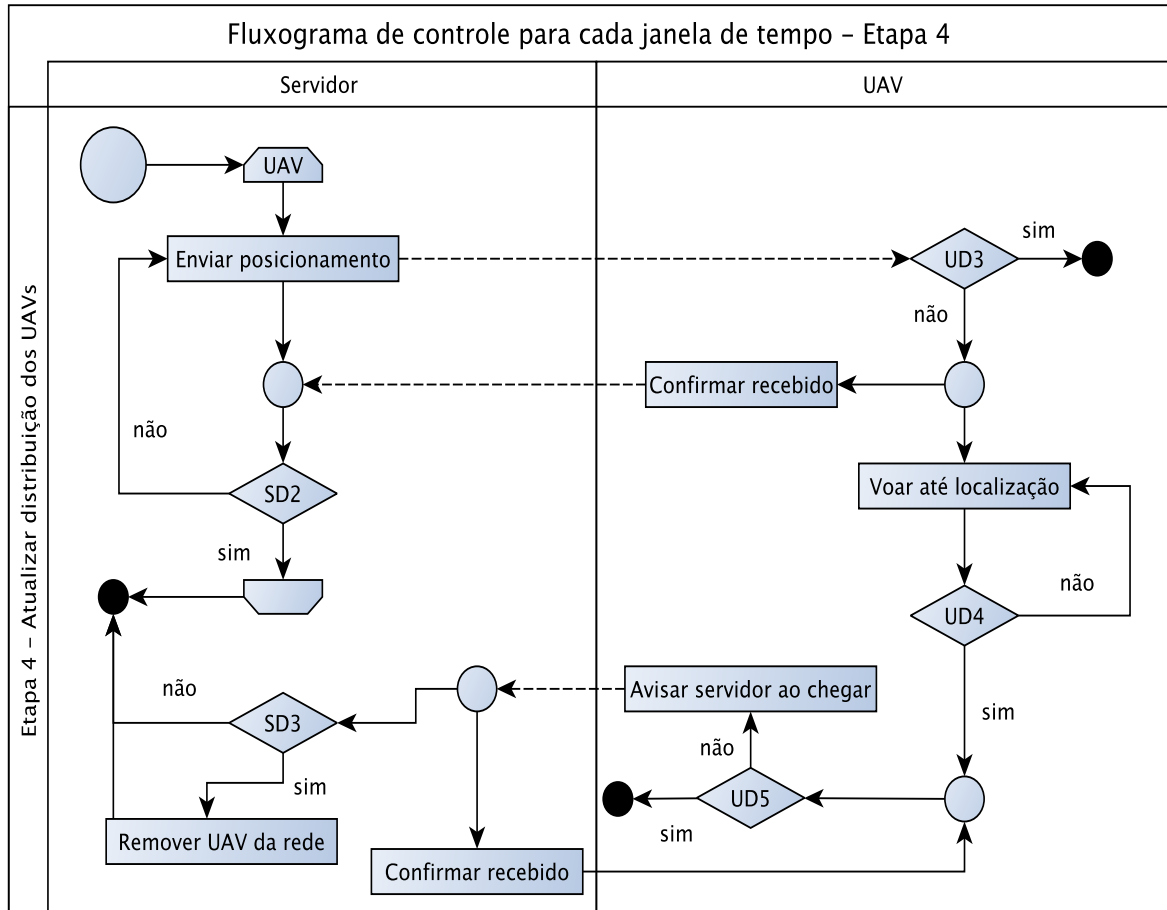 Fluxograma de controle para cada janela de tempo – Etapa 4
Servidor
UAV
Etapa 4 – Atualizar distribuição dos UAVs
UAV
Enviar posicionamento
UD3
sim
não
Confirmar recebido
não
SD2
sim
Voar até localização
não
UD4
sim
Avisar servidor ao chegar
não
SD3
sim
não
UD5
sim
Remover UAV da rede
Confirmar recebido